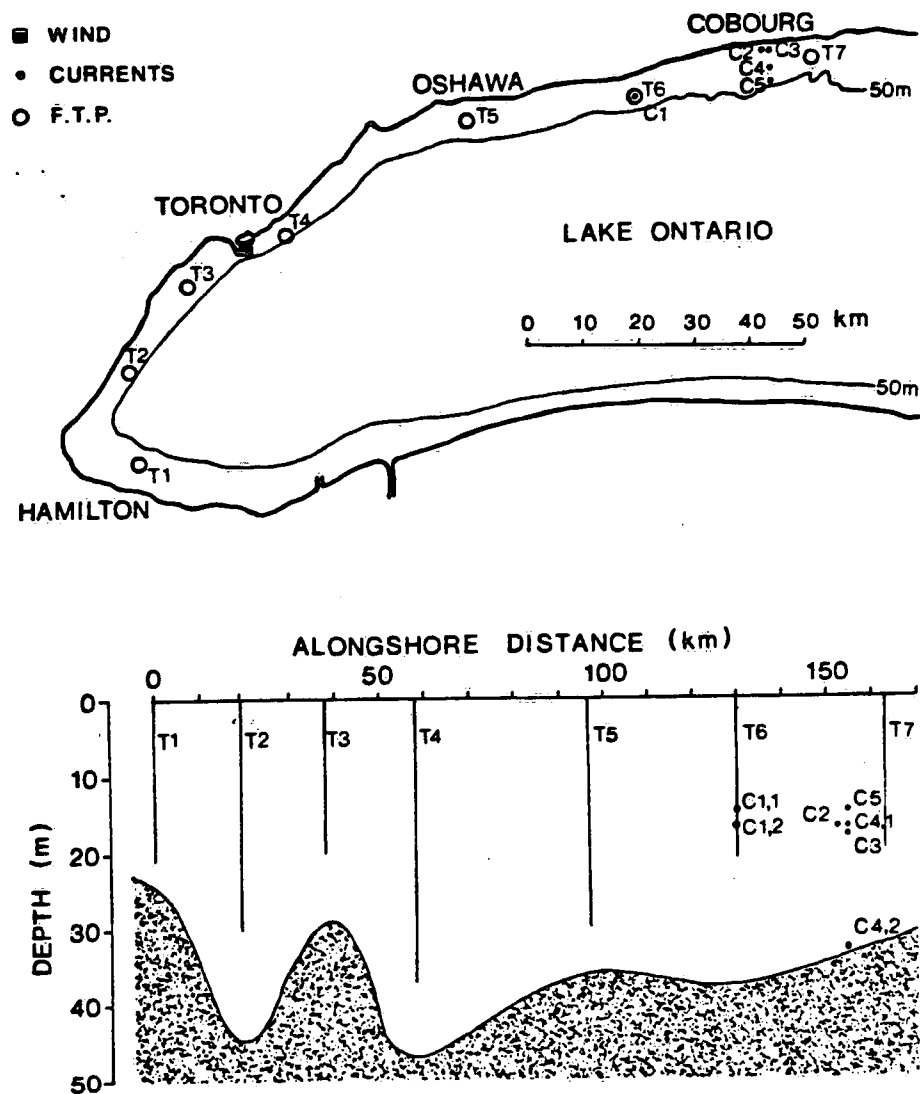 WIND
CURRENTS
F.T.P.
COBOURG
C2 C3 T7
C4
C5
50m
OSHAWA
T6
C1
T5
TORONTO
T4
LAKE ONTARIO
T3
0 10 20 30 40 50 km
T2
50m
T1
HAMILTON
ALONGSHORE DISTANCE (km)
0 50 100 150
0
T1 T2 T3 T4 T5 T6 T7
10
C1,1 C5
C1,2 C2 C4,1
C3
20
30
C4,2
40
50
DEPTH (m)